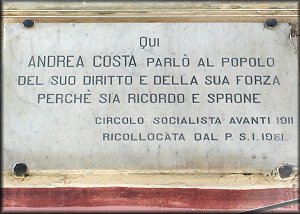 QUI
ANDREA COSTA PARLÒ AL POPOLO
DEL SUO DIRITTO E DELLA SUA FORZA
PERCHÈ SIA RICORDO E SPRONE
CIRCOLO SOCIALISTA AVANTI 1911
RICOLLOCATA DAL P.S.I.